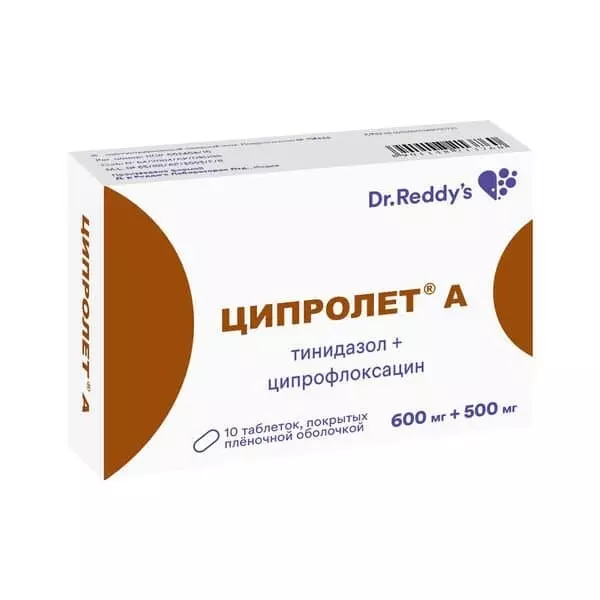 Dr.Reddy's
ЦИПРОЛЕТ® А
тинидазол +
ципрофлоксацин
10 таблеток, покрытых
плёночной оболочкой
600 мг + 500 мг
ЦИПРОЛЕТ® А